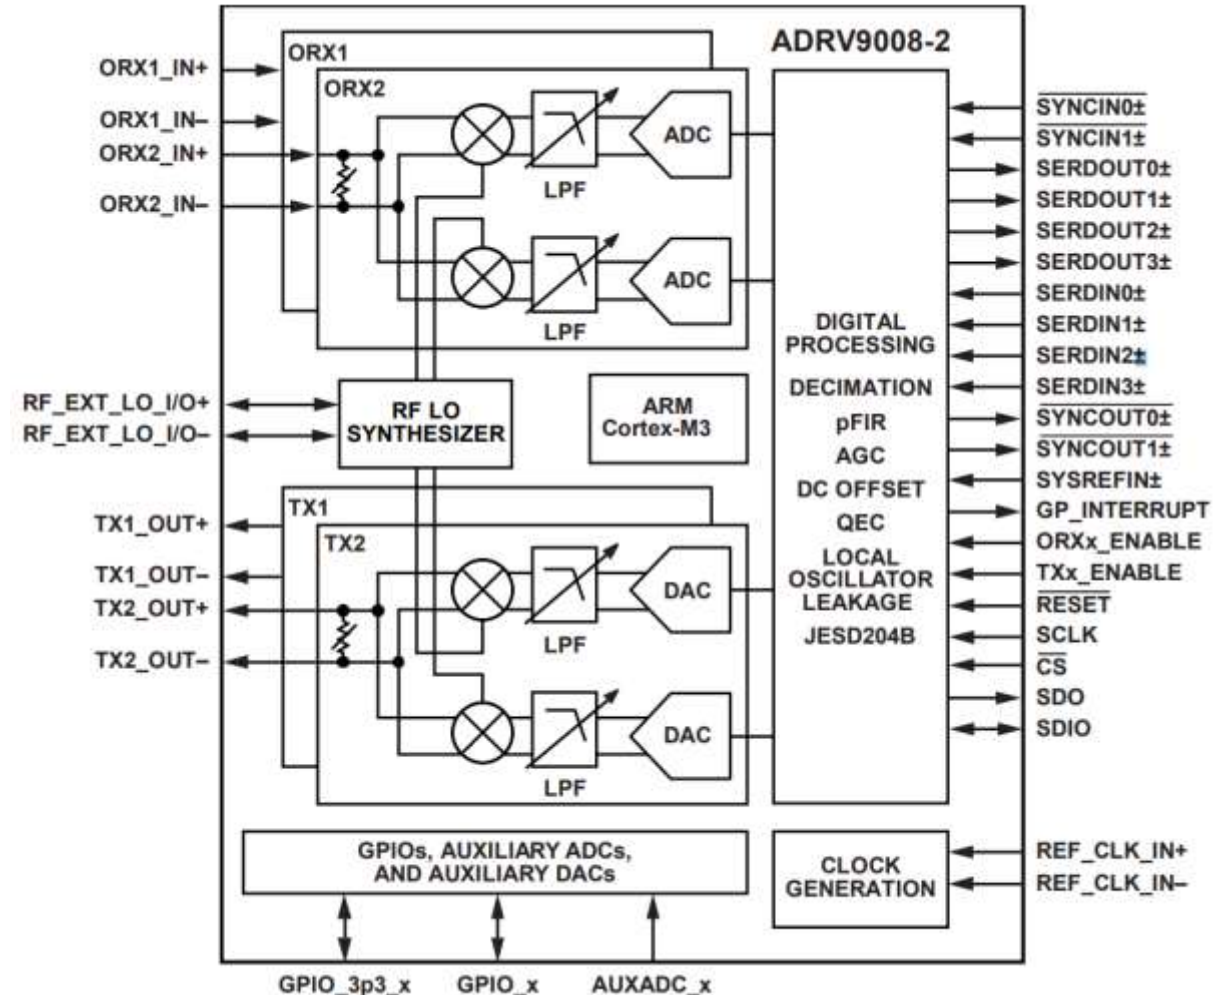 ADRV9008-2
ORX1
ORX2
ORX1_IN+
ORX1_IN–
ORX2_IN+
ORX2_IN–
ADC
LPF
ADC
LPF
RF_EXT_LO_I/O+
RF_EXT_LO_I/O–
RF LO
SYNTHESIZER
ARM
Cortex-M3
TX1
TX2
TX1_OUT+
TX1_OUT–
TX2_OUT+
TX2_OUT–
DAC
LPF
DAC
LPF
DIGITAL
PROCESSING
DECIMATION
pFIR
AGC
DC OFFSET
QEC
LOCAL
OSCILLATOR
LEAKAGE
JESD204B
SYNCIN0±
SYNCIN1±
SERDOUT0±
SERDOUT1±
SERDOUT2±
SERDOUT3±
SERDIN0±
SERDIN1±
SERDIN2±
SERDIN3±
SYNCOUT0±
SYNCOUT1±
SYSREFIN±
GP_INTERRUPT
ORXx_ENABLE
TXx_ENABLE
RESET
SCLK
CS
SDO
SDIO
GPIOs, AUXILIARY ADCs,
AND AUXILIARY DACs
CLOCK
GENERATION
REF_CLK_IN+
REF_CLK_IN–
GPIO_3p3_x
GPIO_x
AUXADC_x